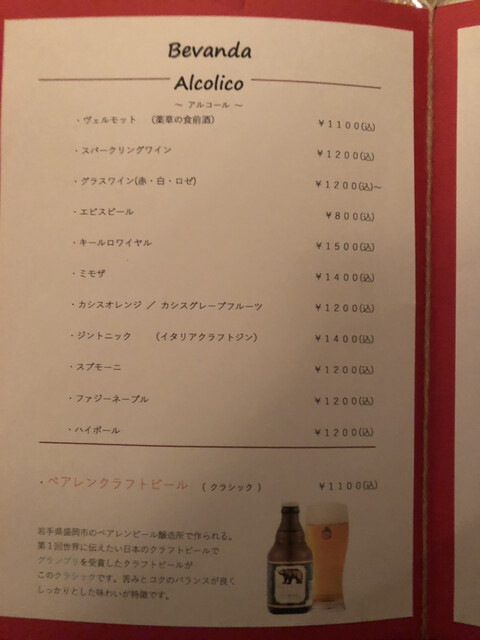 Bevanda
Alcolico
～ アルコール ～
・ヴェルモット （薬草の食前酒） ￥１１００(込)
・スパークリングワイン ￥１２００(込)
・グラスワイン(赤・白・ロゼ) ￥１２００(込)～
・エビスビール ￥８００(込)
・キールロワイヤル ￥１５００(込)
・ミモザ ￥１４００(込)
・カシスオレンジ ／ カシスグレープフルーツ ￥１２００(込)
・ジントニック （イタリアクラフトジン） ￥１４００(込)
・スプモーニ ￥１２００(込)
・ファジーネーブル ￥１２００(込)
・ハイボール ￥１２００(込)
・ベアレンクラフトビール （ クラシック ） ￥１１００(込)
岩手県盛岡市のベアレンビール醸造所で作られる。
第１回世界に伝えたい日本のクラフトビールで
グランプリを受賞したクラフトビールが
このクラシックです。苦みとコクのバランスが良く
しっかりとした味わいが特徴です。